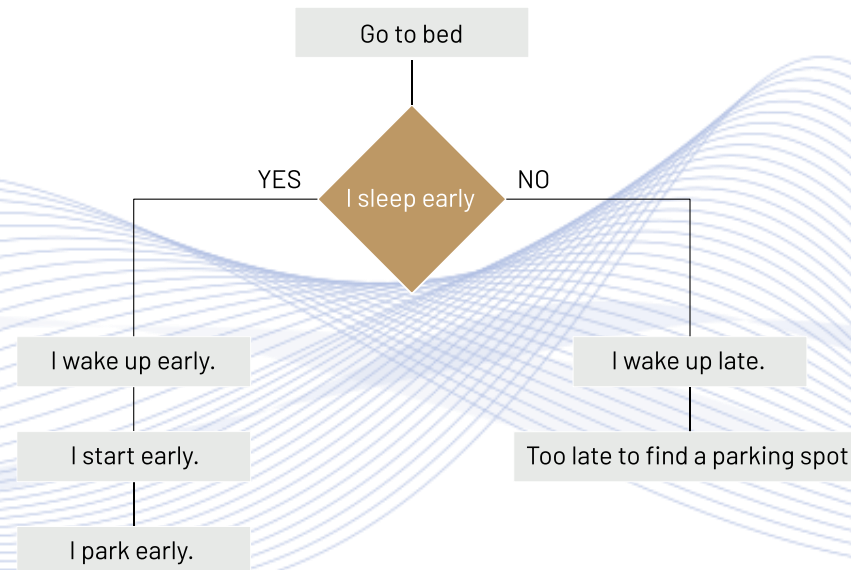 Go to bed
YES
I sleep early
NO
I wake up early.
I wake up late.
I start early.
Too late to find a parking spot
I park early.